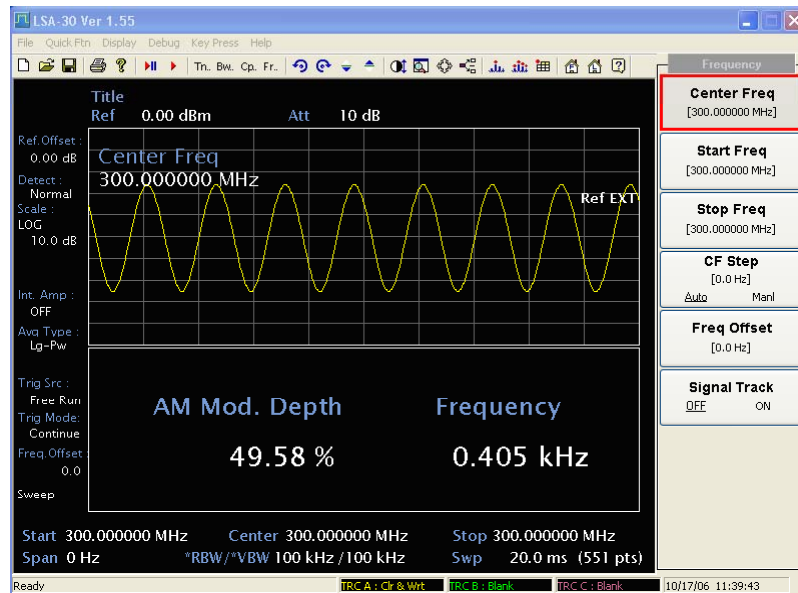 LSA-30 Ver 1.55
File Quick Ftn Display Debug Key Press Help
Tn.. Bw.. Cp.. Fr..
Title
Ref 0.00 dBm Att 10 dB
Ref.Offset :
0.00 dB
Detect :
Normal
Scale :
LOG
10.0 dB
Int. Amp :
OFF
Avg Type :
Lg-Pw
Trig Src :
Free Run
Trig Mode:
Continue
Freq.Offset :
0.0
Sweep
Center Freq
300.000000 MHz
Ref EXT
AM Mod. Depth Frequency
49.58 % 0.405 kHz
Start 300.000000 MHz Center 300.000000 MHz Stop 300.000000 MHz
Span 0 Hz *RBW/*VBW 100 kHz /100 kHz Swp 20.0 ms (551 pts)
Frequency
Center Freq
[300.000000 MHz]
Start Freq
[300.000000 MHz]
Stop Freq
[300.000000 MHz]
CF Step
[0.0 Hz]
Auto Manl
Freq Offset
[0.0 Hz]
Signal Track
OFF ON
Ready TRC A : Clr & Wrt TRC B : Blank TRC C : Blank 10/17/06 11:39:43